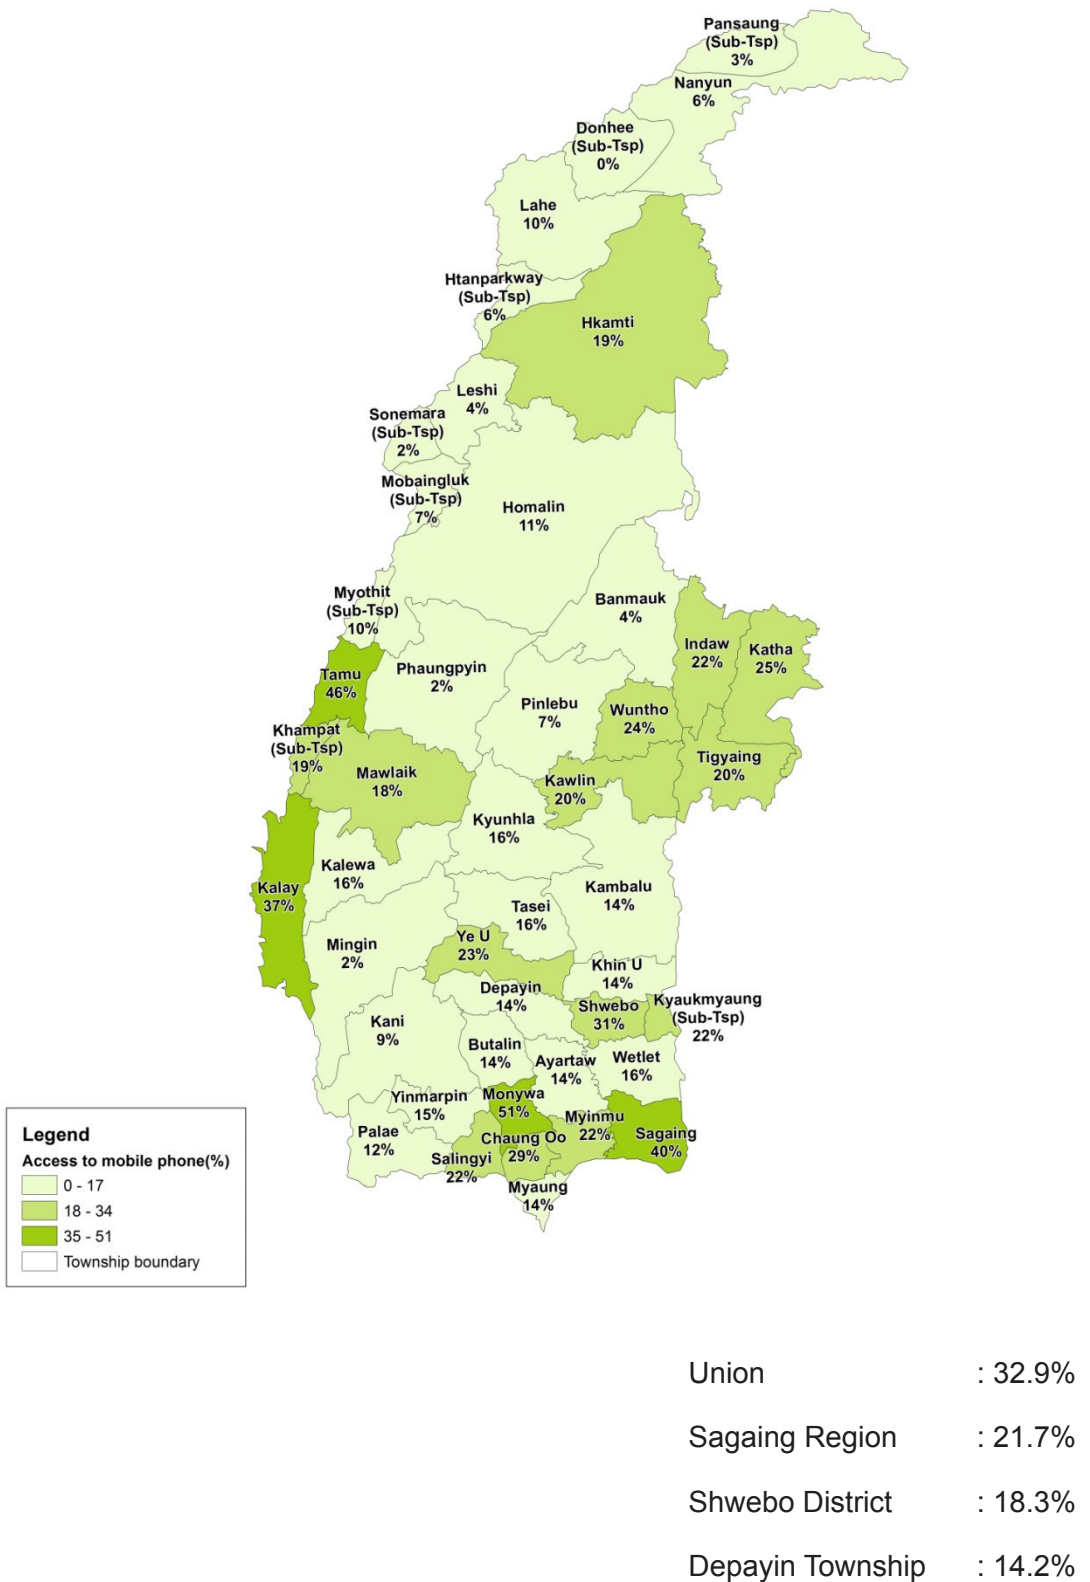 Pansaung
(Sub-Tsp)
3%
Nanyun
6%
Donhee
(Sub-Tsp)
0%
Lahe
10%
Htanparkway
(Sub-Tsp)
6%
Hkamti
19%
Leshi
4%
Sonemara
(Sub-Tsp)
2%
Mobaingluk
(Sub-Tsp)
7%
Homalin
11%
Myothit
(Sub-Tsp)
10%
Banmauk
4%
Indaw
22%
Katha
25%
Tamu
46%
Phaungpyin
2%
Pinlebu
7%
Wuntho
24%
Khampat
(Sub-Tsp)
19%
Mawlaik
18%
Tigyaing
20%
Kawlin
20%
Kyunhla
16%
Kalewa
16%
Kalay
37%
Kambalu
14%
Tasei
16%
Mingin
2%
Ye U
23%
Khin U
14%
Depayin
14%
Shwebo
31%
Kyaukmyaung
(Sub-Tsp)
22%
Kani
9%
Butalin
14%
Ayartaw
14%
Wetlet
16%
Yinmarpin
15%
Monywa
51%
Myinmu
22%
Sagaing
40%
Palae
12%
Salingyi
22%
Chaung Oo
29%
Myaung
14%
Legend
Access to mobile phone(%)
0 - 17
18 - 34
35 - 51
Township boundary
Union : 32.9%
Sagaing Region : 21.7%
Shwebo District : 18.3%
Depayin Township : 14.2%